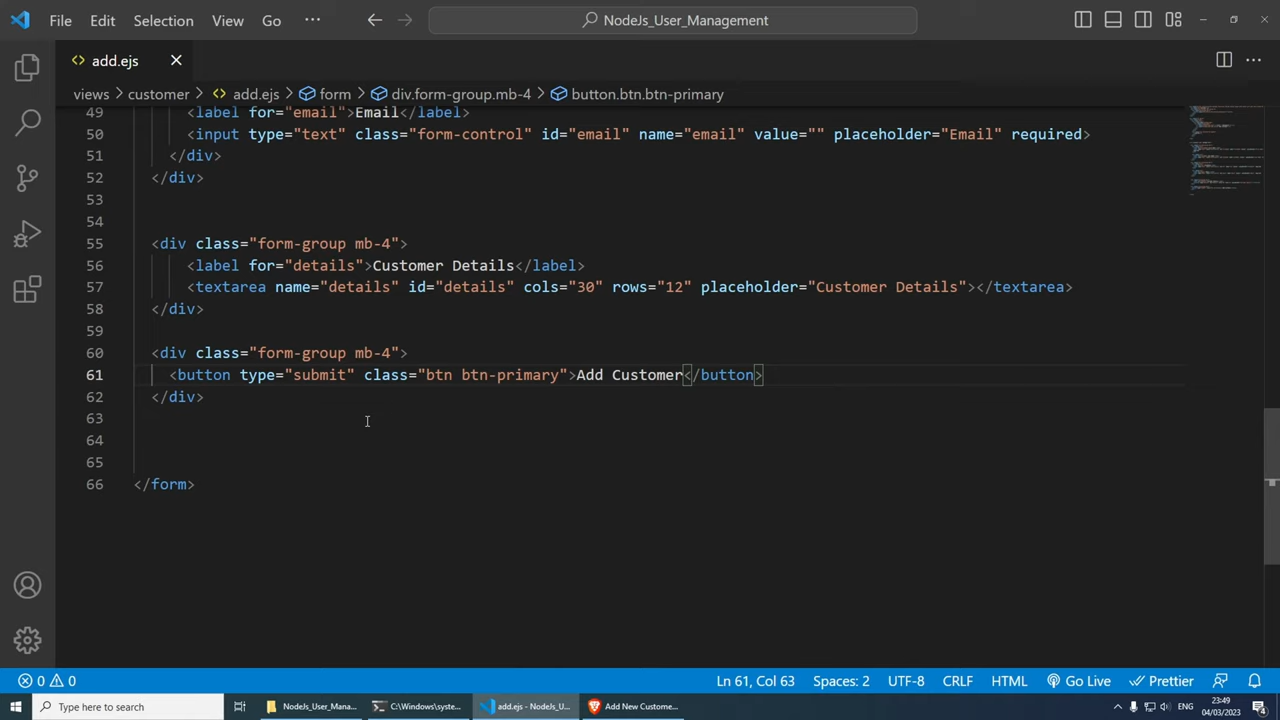 File Edit Selection View Go ··· NodeJs_User_Management
add.ejs
views > customer > add.ejs > form > div.form-group.mb-4 > button.btn.btn-primary
49 <label for="email">Email</label>
50 <input type="text" class="form-control" id="email" name="email" value="" placeholder="Email" required>
51 </div>
52 </div>
53
54
55 <div class="form-group mb-4">
56 <label for="details">Customer Details</label>
57 <textarea name="details" id="details" cols="30" rows="12" placeholder="Customer Details"></textarea>
58 </div>
59
60 <div class="form-group mb-4">
61 <button type="submit" class="btn btn-primary">Add Customer</button>
62 </div>
63
64
65
66 </form>
0 0 Ln 61, Col 63 Spaces: 2 UTF-8 CRLF HTML Go Live Prettier
Type here to search NodeJs_User_Mana... C:\Windows\syste... add.ejs - NodeJs_U... Add New Custome... ENG 23:49
04/03/2023 4